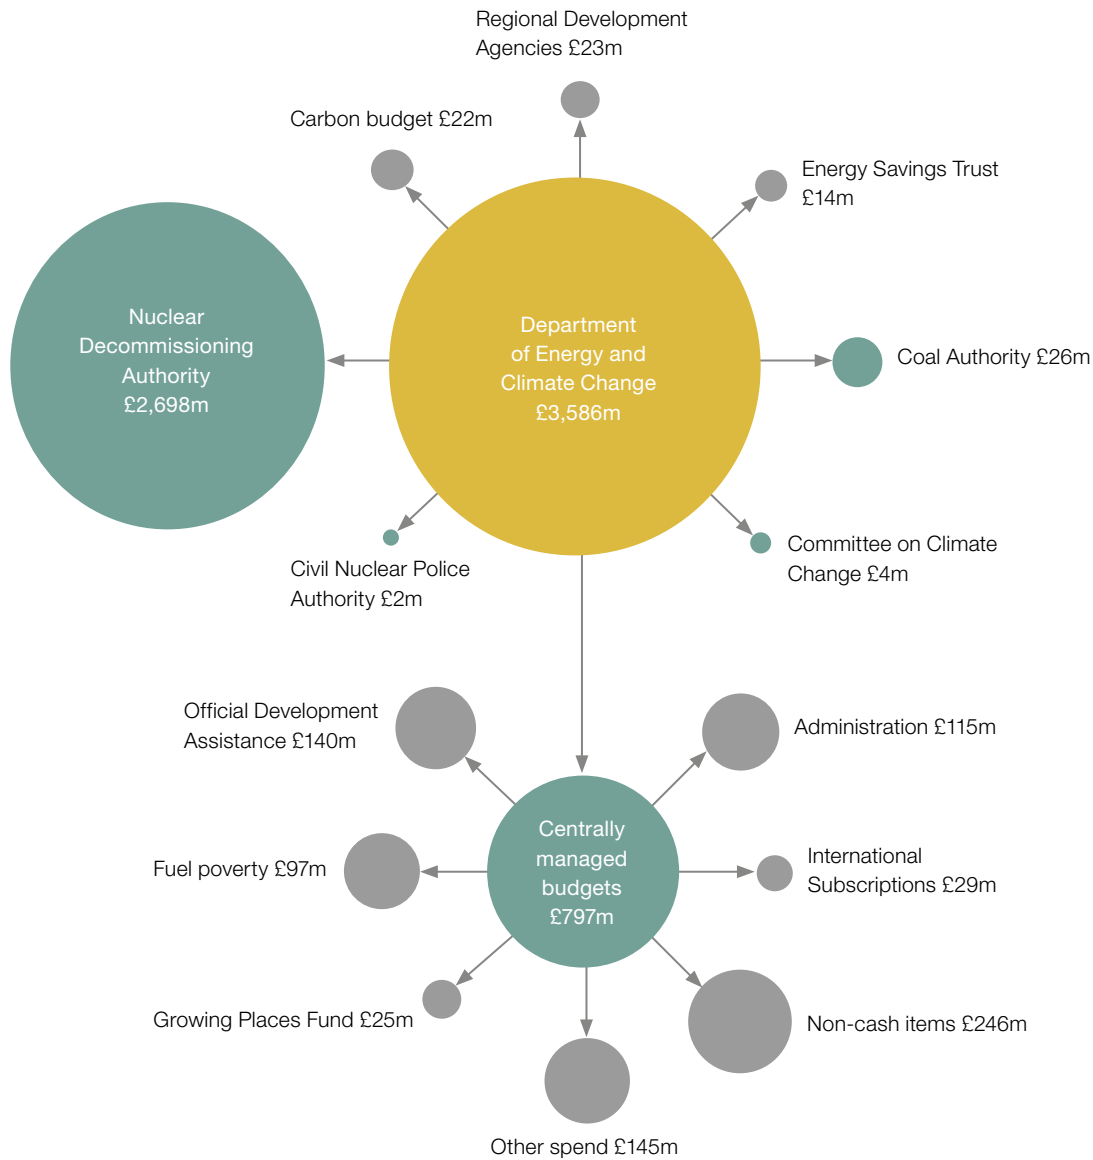 Regional Development
Agencies £23m
Carbon budget £22m
Energy Savings Trust
£14m
Nuclear
Decommissioning
Authority
£2,698m
Department
of Energy and
Climate Change
£3,586m
Coal Authority £26m
Civil Nuclear Police
Authority £2m
Committee on Climate
Change £4m
Official Development
Assistance £140m
Administration £115m
Centrally
managed
budgets
£797m
Fuel poverty £97m
International
Subscriptions £29m
Growing Places Fund £25m
Non-cash items £246m
Other spend £145m